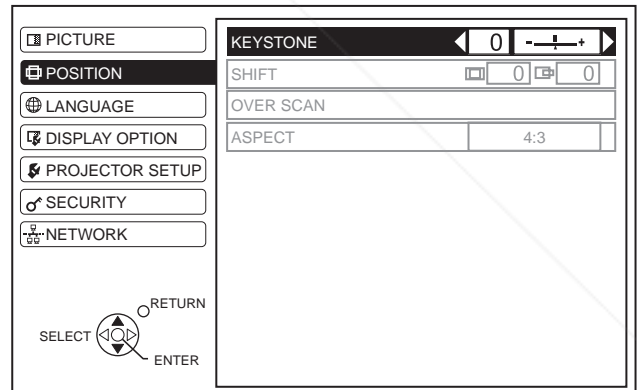 PICTURE
POSITION
LANGUAGE
DISPLAY OPTION
PROJECTOR SETUP
SECURITY
NETWORK
RETURN
SELECT
ENTER
KEYSTONE 0 - +
SHIFT 0 0
OVER SCAN
ASPECT 4:3